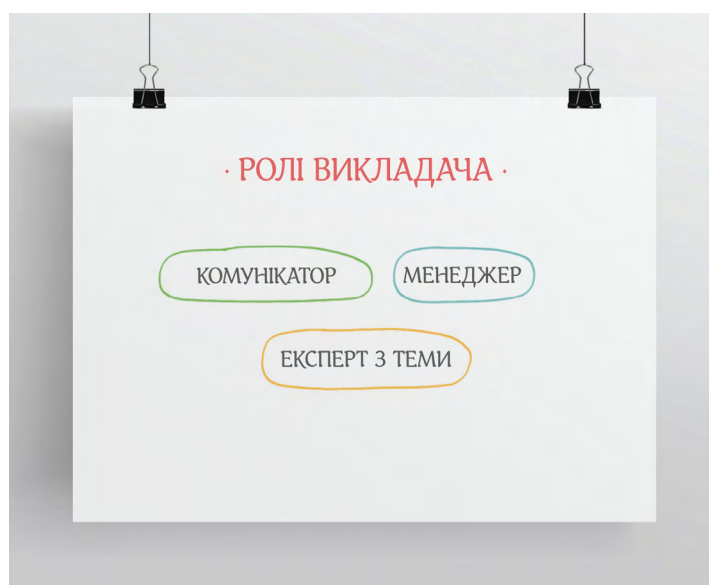 · РОЛІ ВИКЛАДАЧА ·
КОМУНІКАТОР МЕНЕДЖЕР
ЕКСПЕРТ З ТЕМИ